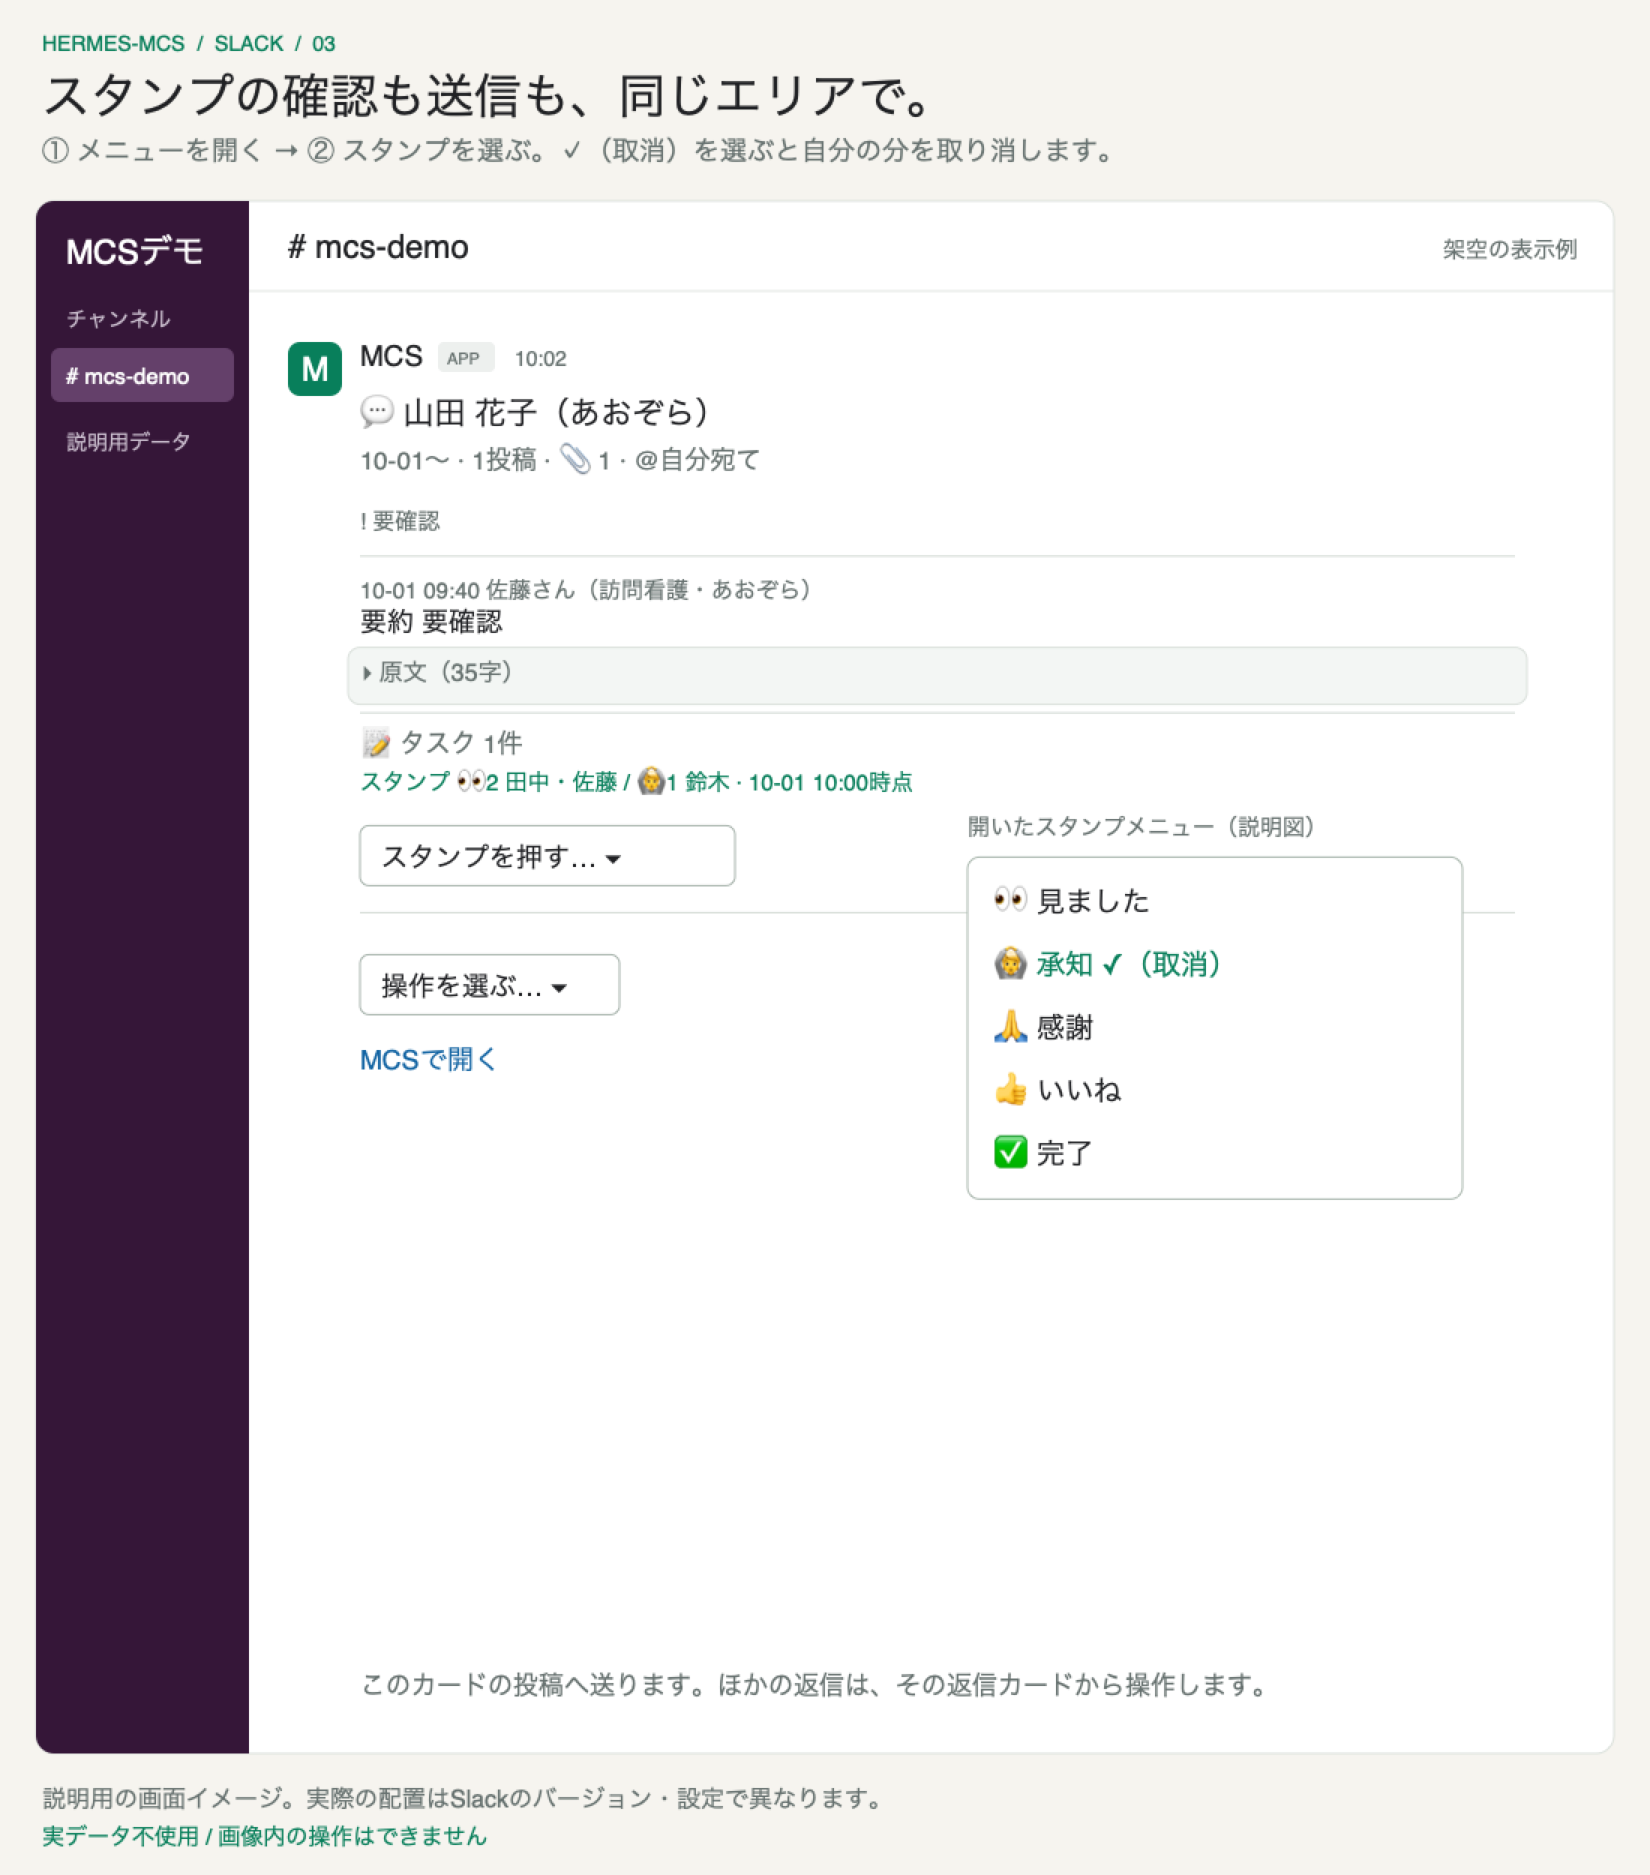 HERMES-MCS / SLACK / 03
スタンプの確認も送信も、同じエリアで。
① メニューを開く → ② スタンプを選ぶ。✓（取消）を選ぶと自分の分を取り消します。
MCSデモ
チャンネル
# mcs-demo
説明用データ
# mcs-demo
架空の表示例
M
MCS APP 10:02
💬 山田 花子（あおぞら）
10-01〜 · 1投稿 · 📎 1 · @自分宛て
! 要確認
10-01 09:40 佐藤さん（訪問看護・あおぞら）
要約 要確認
▸ 原文（35字）
📝 タスク 1件
スタンプ 👀2 田中・佐藤 / 🙆1 鈴木 · 10-01 10:00時点
スタンプを押す... ▾
操作を選ぶ... ▾
MCSで開く
開いたスタンプメニュー（説明図）
👀 見ました
🙆 承知 ✓（取消）
🙏 感謝
👍 いいね
✅ 完了
このカードの投稿へ送ります。ほかの返信は、その返信カードから操作します。
説明用の画面イメージ。実際の配置はSlackのバージョン・設定で異なります。
実データ不使用 / 画像内の操作はできません